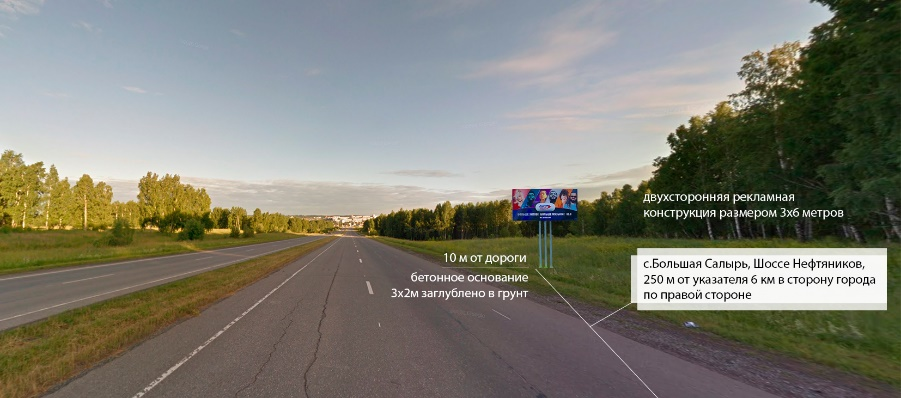 двухсторонняя рекламная
конструкция размером 3х6 метров
10 м от дороги
бетонное основание
3х2м заглублено в грунт
с.Большая Салырь, Шоссе Нефтяников,
250 м от указателя 6 км в сторону города
по правой стороне